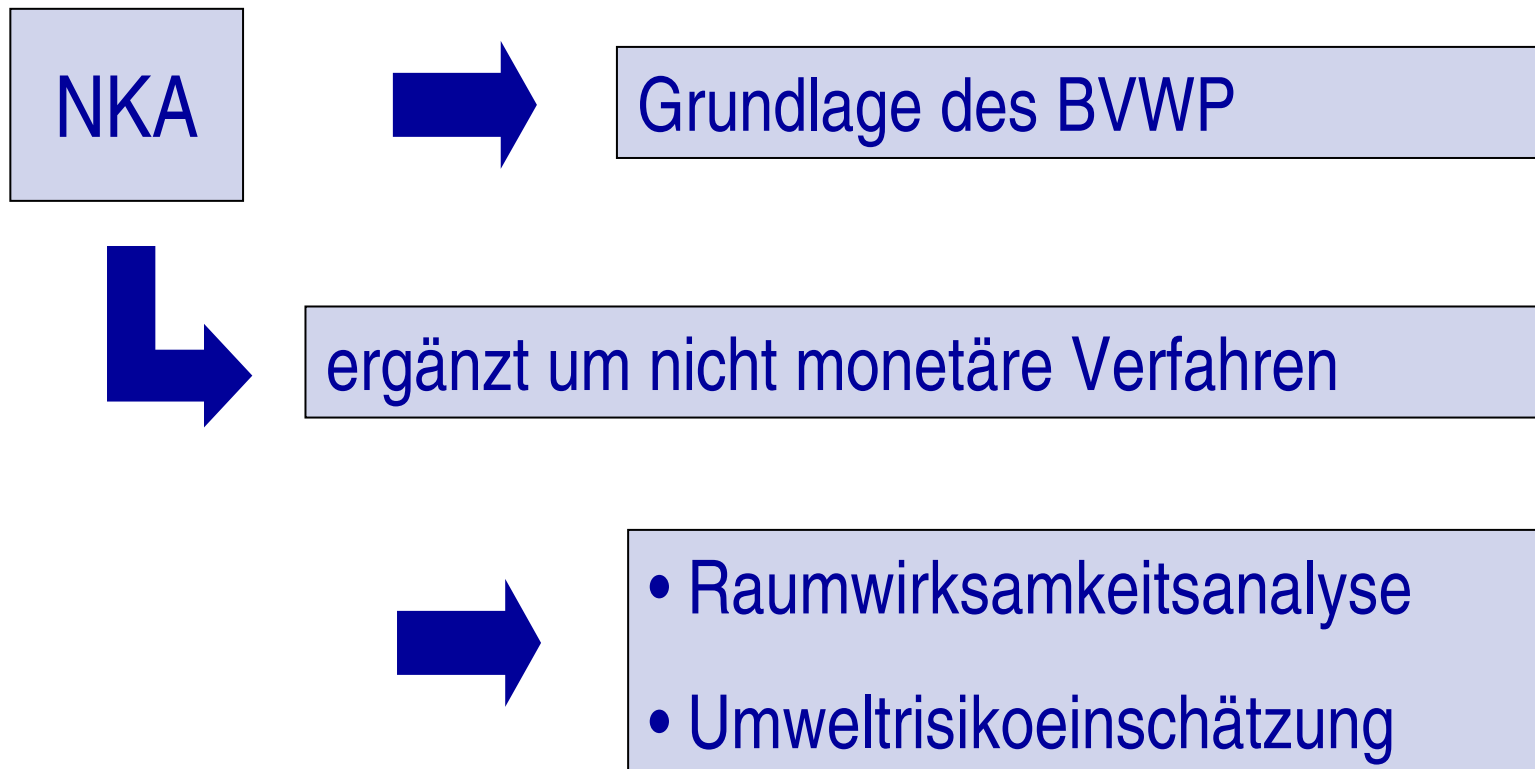 NKA
Grundlage des BVWP
ergänzt um nicht monetäre Verfahren
• Raumwirksamkeitsanalyse
• Umweltrisikoeinschätzung